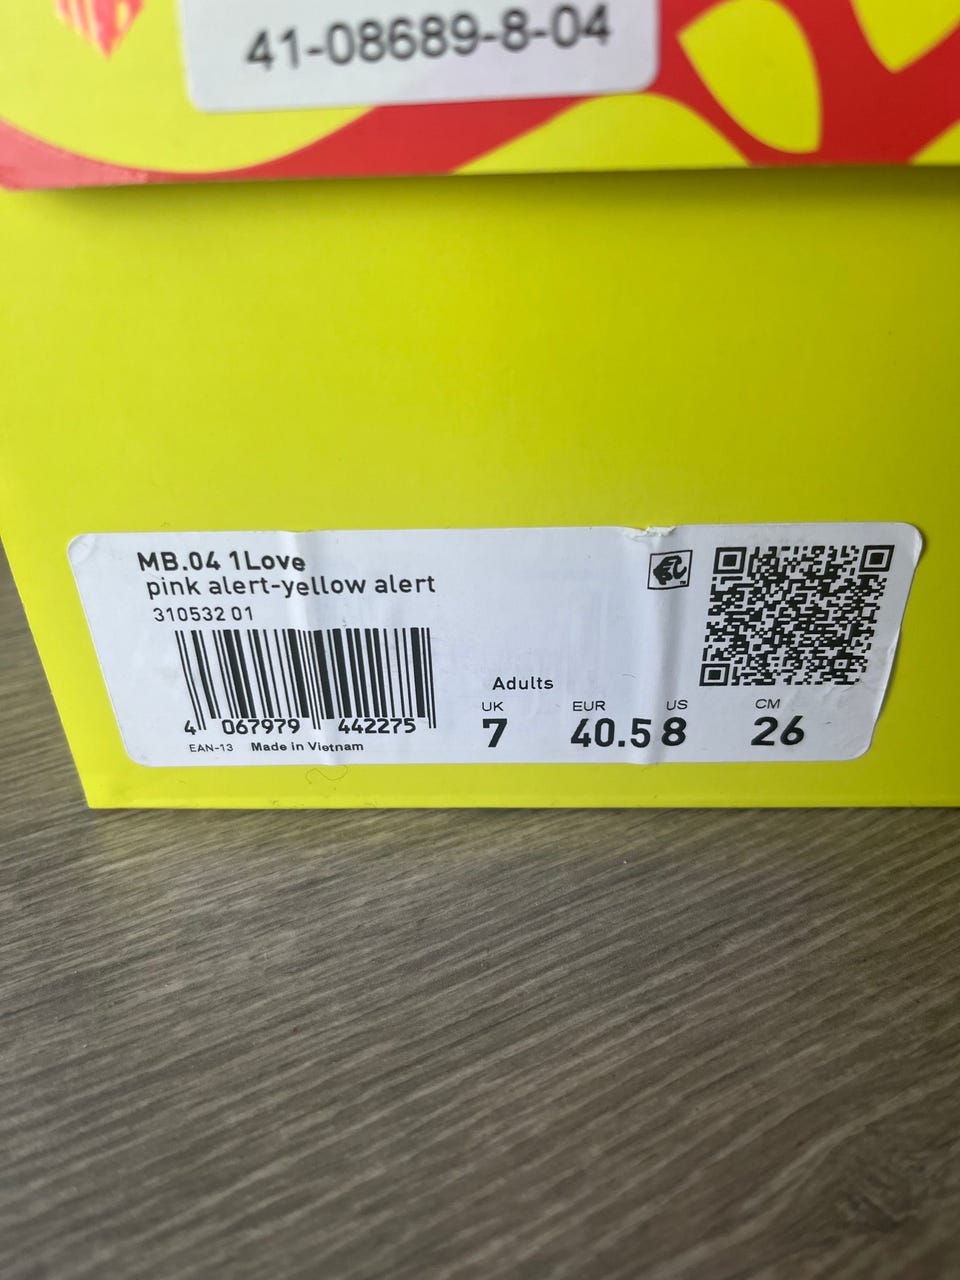 41-08689-8-04
MB.04 1Love
pink alert-yellow alert
310532 01
4 067979 442275
EAN-13 Made in Vietnam
Adults
UK EUR US CM
7 40.5 8 26